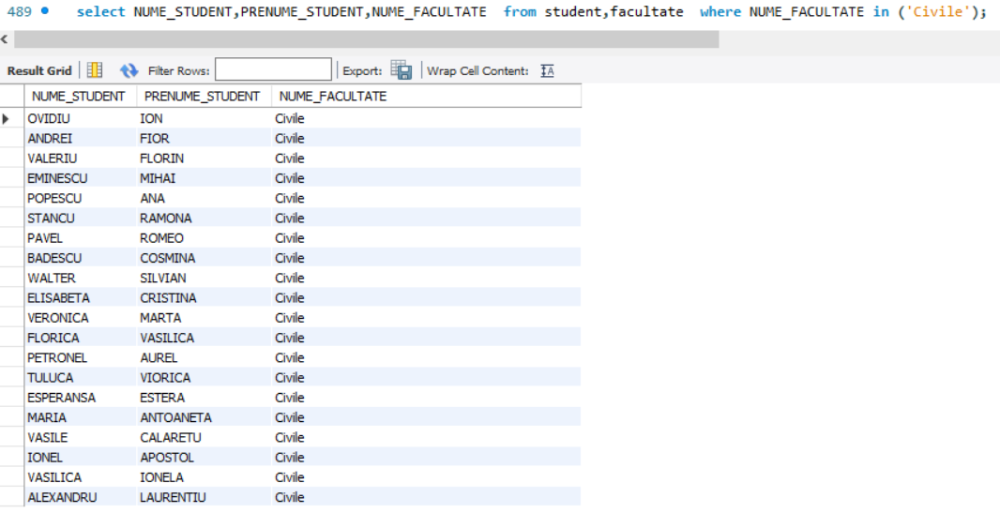 489 select NUME_STUDENT,PRENUME_STUDENT,NUME_FACULTATE from student,facultate where NUME_FACULTATE in ('Civile');
Result Grid Filter Rows: Export: Wrap Cell Content: IA
NUME_STUDENT PRENUME_STUDENT NUME_FACULTATE
OVIDIU ION Civile
ANDREI FIOR Civile
VALERIU FLORIN Civile
EMINESCU MIHAI Civile
POPESCU ANA Civile
STANCU RAMONA Civile
PAVEL ROMEO Civile
BADESCU COSMINA Civile
WALTER SILVIAN Civile
ELISABETA CRISTINA Civile
VERONICA MARTA Civile
FLORICA VASILICA Civile
PETRONEL AUREL Civile
TULUCA VIORICA Civile
ESPERANSA ESTERA Civile
MARIA ANTOANETA Civile
VASILE CALARETU Civile
IONEL APOSTOL Civile
VASILICA IONELA Civile
ALEXANDRU LAURENTIU Civile